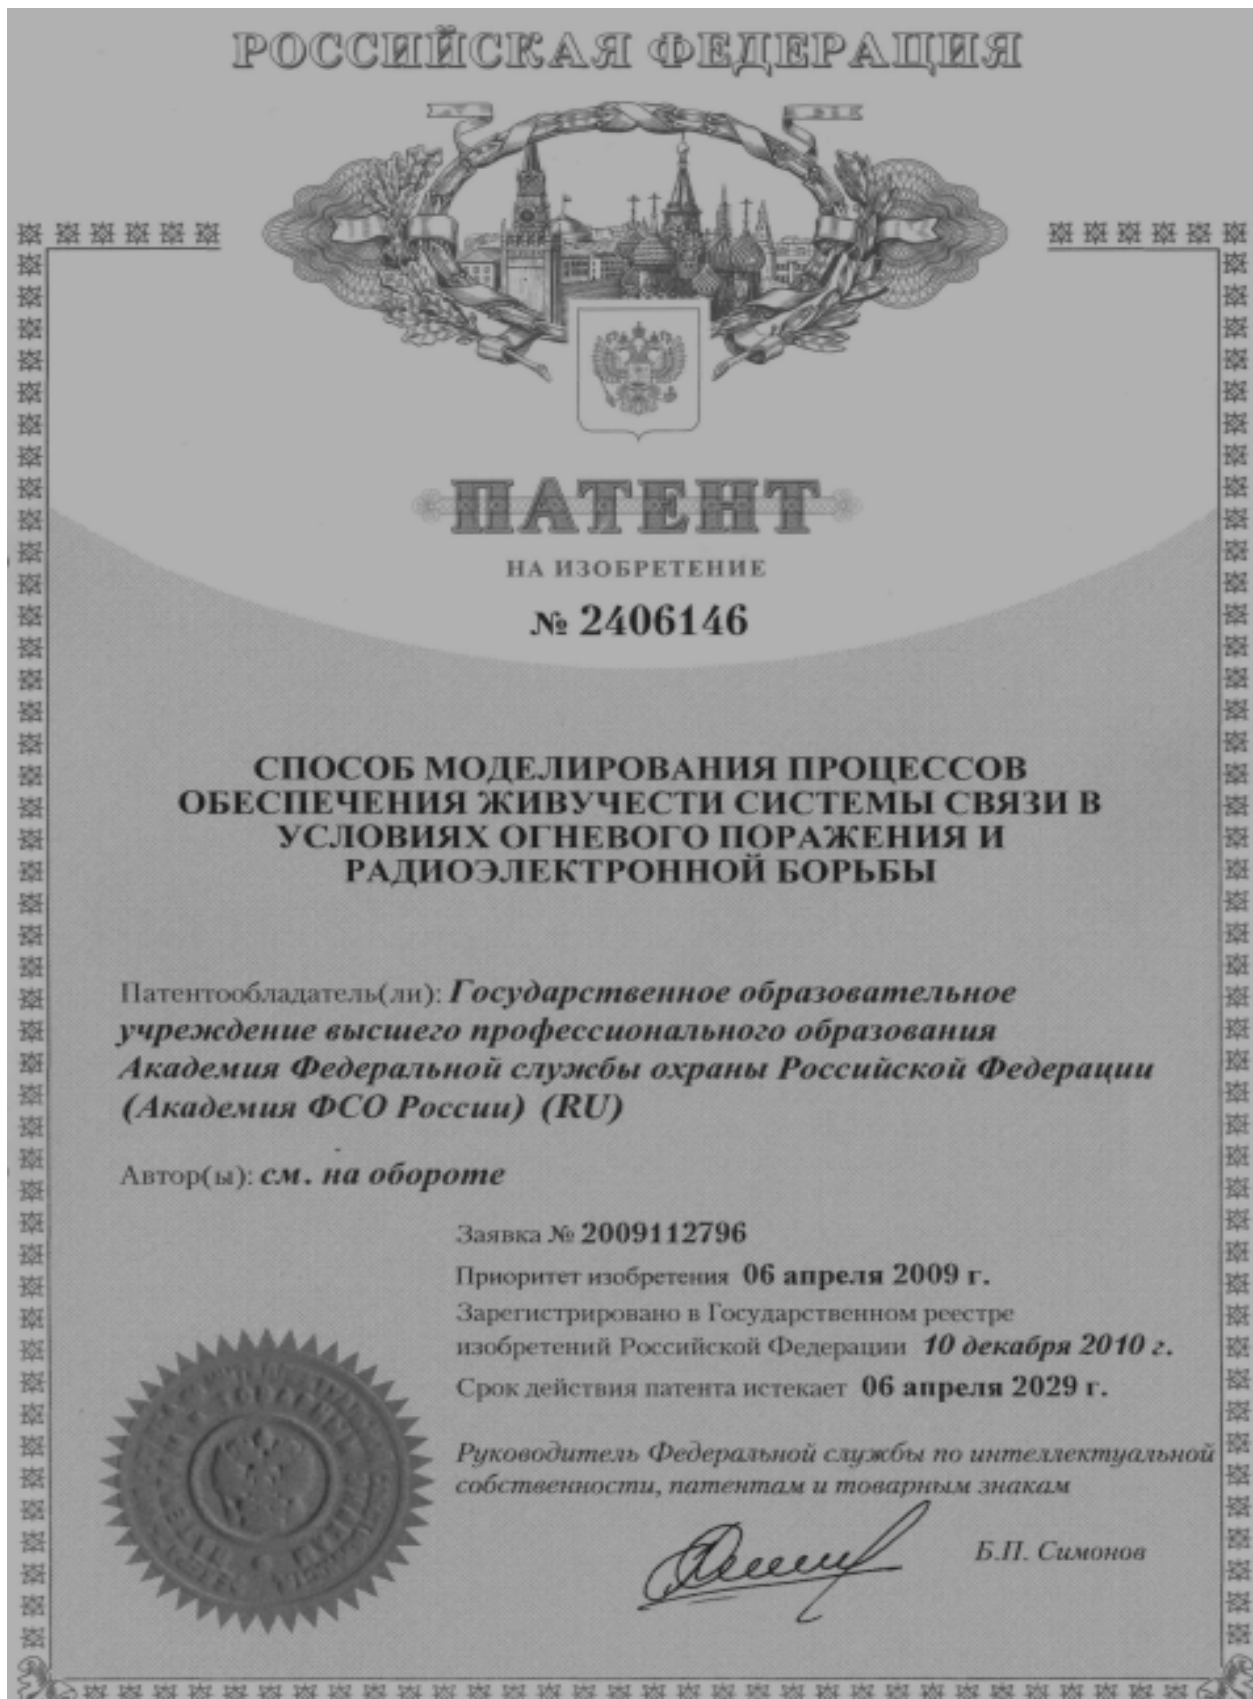 РОССИЙСКАЯ ФЕДЕРАЦИЯ
ПАТЕНТ
НА ИЗОБРЕТЕНИЕ
№ 2406146
СПОСОБ МОДЕЛИРОВАНИЯ ПРОЦЕССОВ
ОБЕСПЕЧЕНИЯ ЖИВУЧЕСТИ СИСТЕМЫ СВЯЗИ В
УСЛОВИЯХ ОГНЕВОГО ПОРАЖЕНИЯ И
РАДИОЭЛЕКТРОННОЙ БОРЬБЫ
Патентообладатель(ли): Государственное образовательное
учреждение высшего профессионального образования
Академия Федеральной службы охраны Российской Федерации
(Академия ФСО России) (RU)
Автор(ы): см. на обороте
Заявка № 2009112796
Приоритет изобретения 06 апреля 2009 г.
Зарегистрировано в Государственном реестре
изобретений Российской Федерации 10 декабря 2010 г.
Срок действия патента истекает 06 апреля 2029 г.
Руководитель Федеральной службы по интеллектуальной
собственности, патентам и товарным знакам
Б.П. Симонов